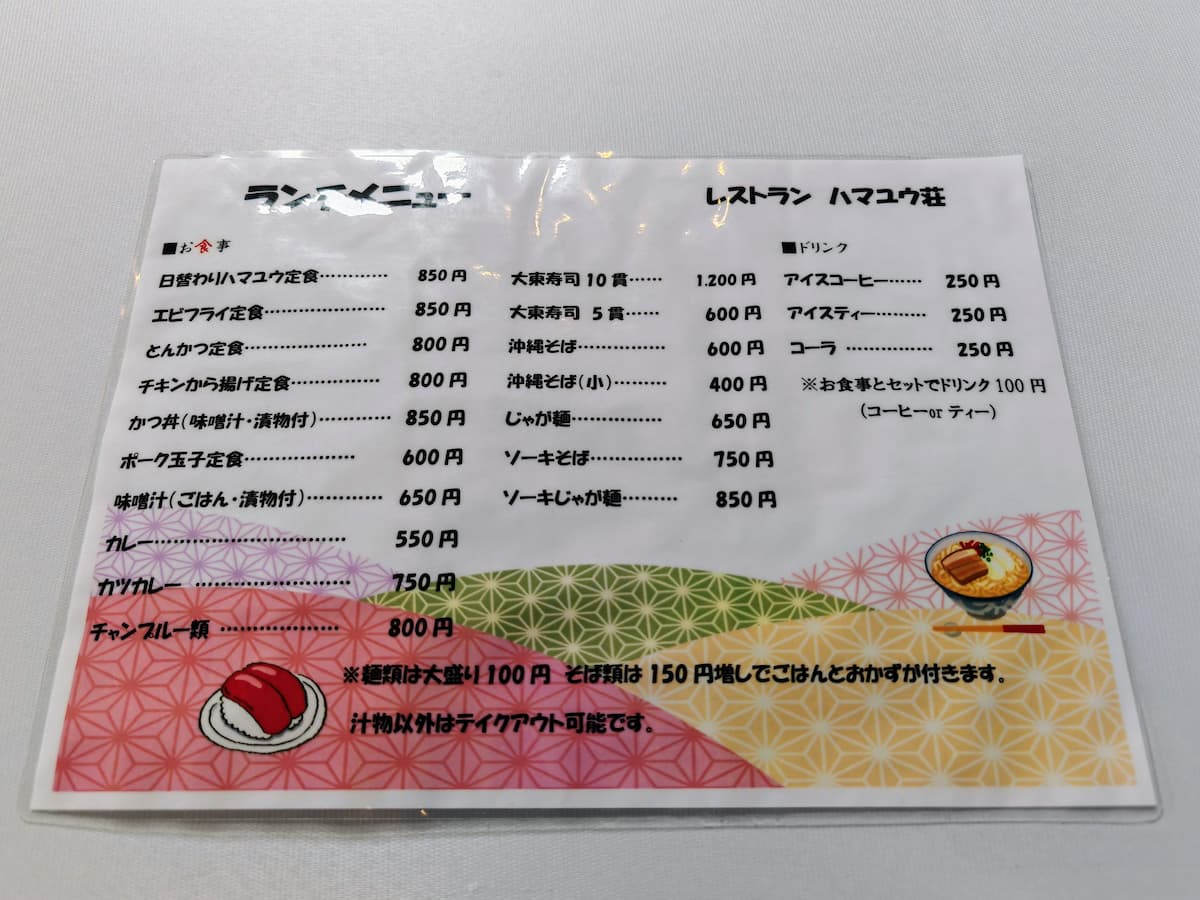 ランチメニュー
レストラン ハマユウ荘
■お食事
日替わりハマユウ定食………… 850円
エビフライ定食………………… 850円
とんかつ定食………………… 800円
チキンから揚げ定食…………… 800円
かつ丼(味噌汁・漬物付)………… 850円
ポーク玉子定食……………… 600円
味噌汁(ごはん・漬物付)………… 650円
カレー………………………… 550円
カツカレー …………………… 750円
チャンプルー類 ……………… 800円
大東寿司10貫…… 1.200円
大東寿司 5貫…… 600円
沖縄そば…………… 600円
沖縄そば(小)……… 400円
じゃが麺…………… 650円
ソーキそば…………… 750円
ソーキじゃが麺……… 850円
■ドリンク
アイスコーヒー…… 250円
アイスティー……… 250円
コーラ …………… 250円
※お食事とセットでドリンク100円
(コーヒーor ティー)
※麺類は大盛り100円 そば類は150円増しでごはんとおかずが付きます。
汁物以外はテイクアウト可能です。